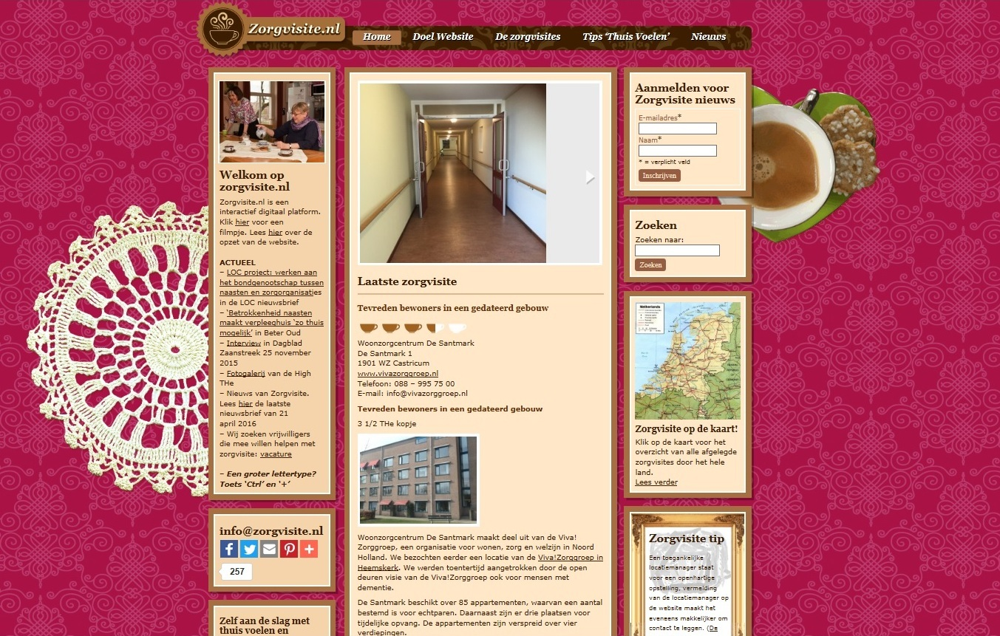 Zorgvisite.nl
Home
Doel Website
De zorgvisites
Tips ‘Thuis Voelen’
Nieuws
Welkom op
zorgvisite.nl
Zorgvisite.nl is een
interactief digitaal platform.
Klik hier voor een
filmpje. Lees hier over de
opzet van de website.
ACTUEEL
– LOC project: werken aan
het bondgenootschap tussen
naasten en zorgorganisaties
in de LOC nieuwsbrief
– ‘Betrokkenheid naasten
maakt verpleeghuis ‘zo thuis
mogelijk’ in Beter Oud
– Interview in Dagblad
Zaanstreek 25 november
2015
– Fotogalerij van de High
THe
– Nieuws van Zorgvisite.
Lees hier de laatste
nieuwsbrief van 21
april 2016
– Wij zoeken vrijwilligers
die mee willen helpen met
zorgvisite: vacature
– Een groter lettertype?
Toets ‘Ctrl’ en ‘+’
info@zorgvisite.nl
257
Zelf aan de slag met
thuis voelen en
Laatste zorgvisite
Tevreden bewoners in een gedateerd gebouw
Woonzorgcentrum De Santmark
De Santmark 1
1901 WZ Castricum
www.vivazorggroep.nl
Telefoon: 088 – 995 75 00
E-mail: info@vivazorggroep.nl
Tevreden bewoners in een gedateerd gebouw
3 1/2 THe kopje
Woonzorgcentrum De Santmark maakt deel uit van de Viva!
Zorggroep, een organisatie voor wonen, zorg en welzijn in Noord
Holland. We bezochten eerder een locatie van de Viva!Zorggroep in
Heemskerk. We werden toentertijd aangetrokken door de open
deuren visie van de Viva!Zorggroep ook voor mensen met
dementie.
De Santmark beschikt over 85 appartementen, waarvan een aantal
bestemd is voor echtparen. Daarnaast zijn er drie plaatsen voor
tijdelijke opvang. De appartementen zijn verspreid over vier
verdiepingen.
Aanmelden voor
Zorgvisite nieuws
E-mailadres*
Naam*
* = verplicht veld
Inschrijven
Zoeken
Zoeken naar:
Zoeken
Netherlands
Zorgvisite op de kaart!
Klik op de kaart voor het
overzicht van alle afgelegde
zorgvisites door het hele
land.
Lees verder
Zorgvisite tip
Een toegankelijke
locatiemanager staat
voor een openhartige
opstelling, vermelding
van de locatiemanager op
de website maakt het
eveneens makkelijker om
contact te leggen. (De